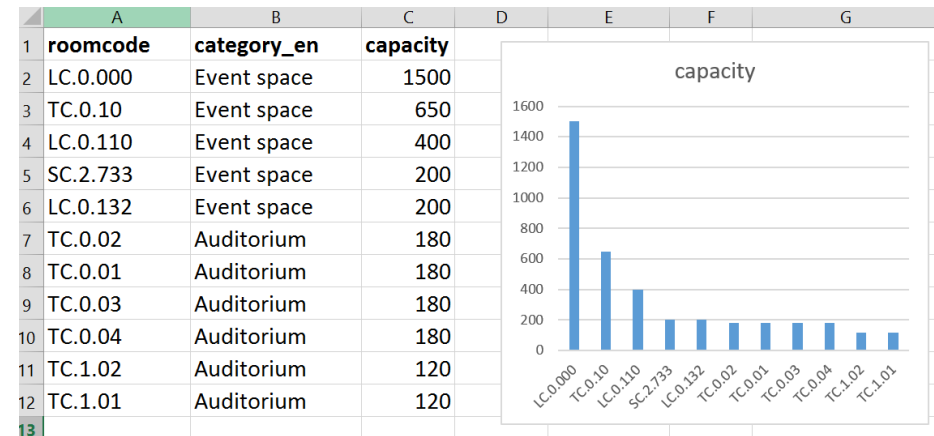 A B C D E F G
1 roomcode category_en capacity
2 LC.0.000 Event space 1500
3 TC.0.10 Event space 650
4 LC.0.110 Event space 400
5 SC.2.733 Event space 200
6 LC.0.132 Event space 200
7 TC.0.02 Auditorium 180
8 TC.0.01 Auditorium 180
9 TC.0.03 Auditorium 180
10 TC.0.04 Auditorium 180
11 TC.1.02 Auditorium 120
12 TC.1.01 Auditorium 120
13
capacity
1600
1400
1200
1000
800
600
400
200
0
LC.0.000 TC.0.10 LC.0.110 SC.2.733 LC.0.132 TC.0.02 TC.0.01 TC.0.03 TC.0.04 TC.1.02 TC.1.01